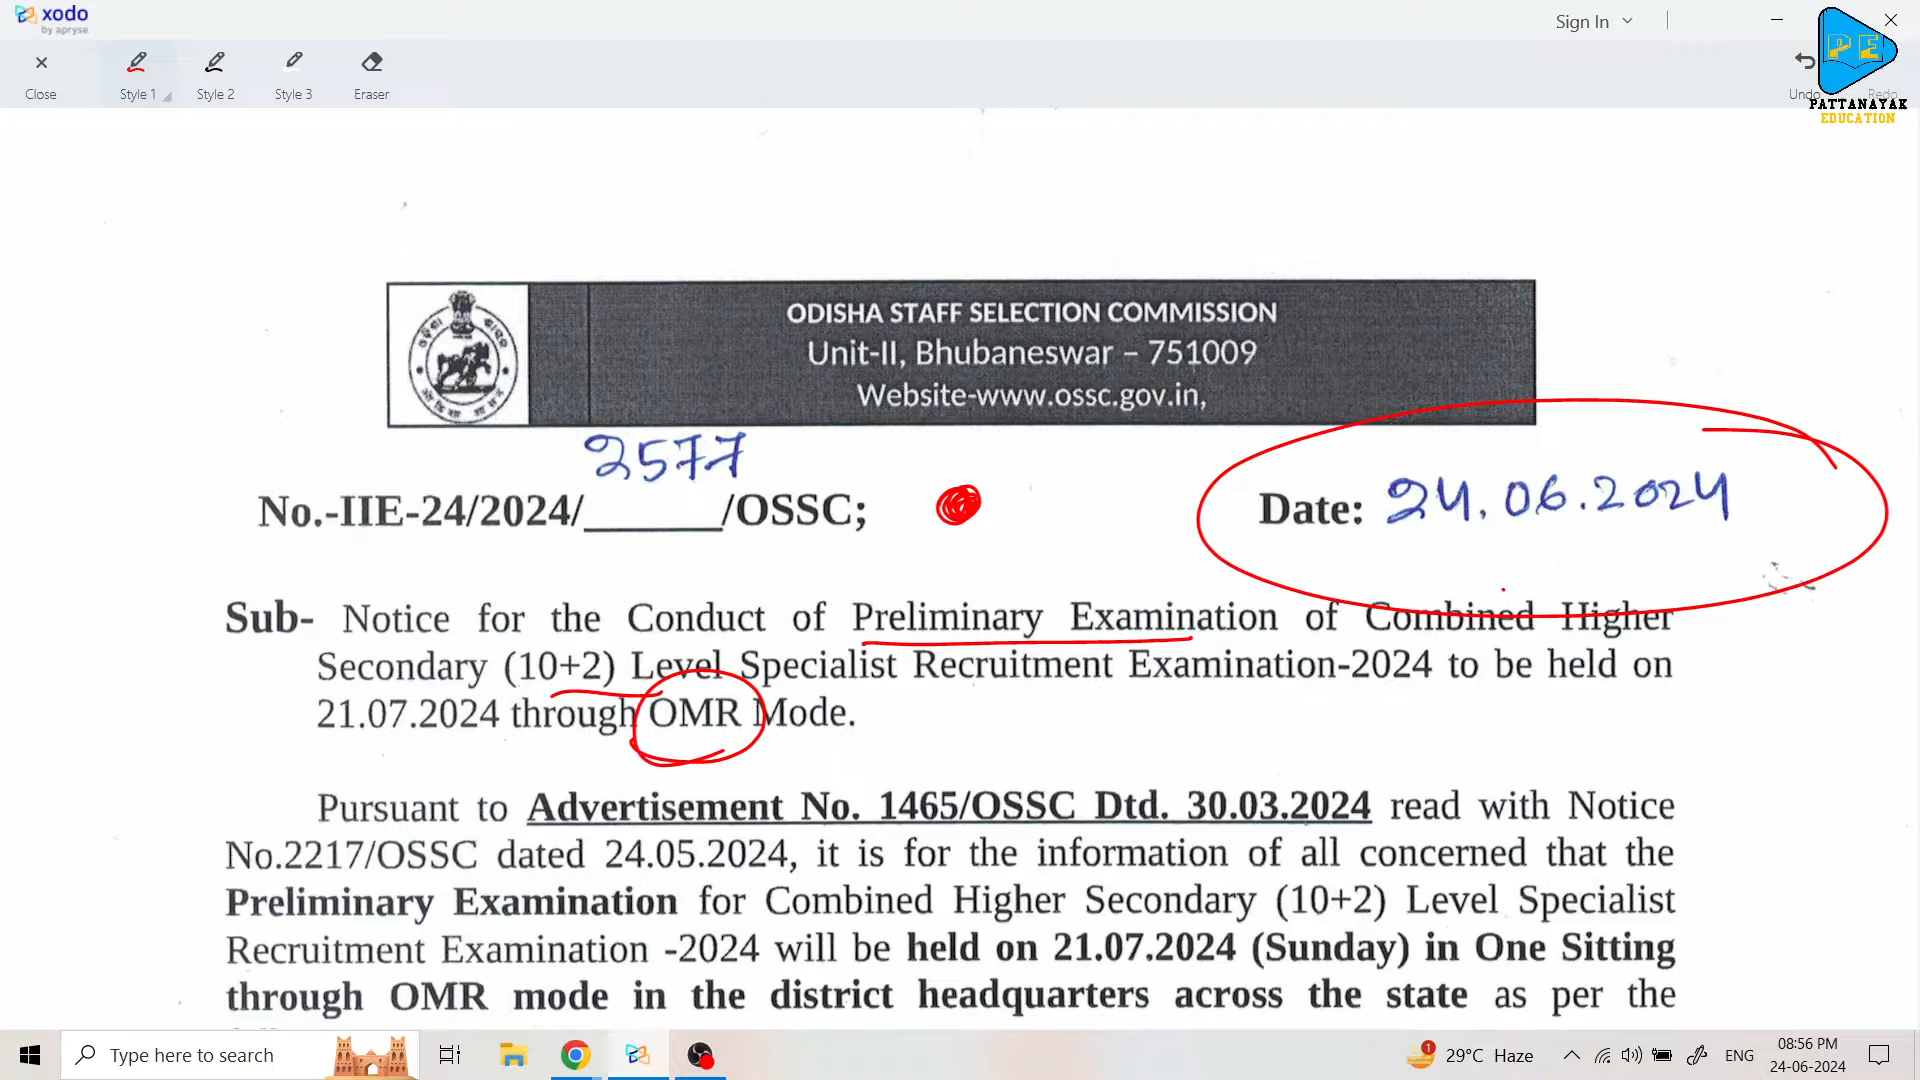 xodo
by apryse
Sign In
Close
Style 1
Style 2
Style 3
Eraser
Undo
Redo
PE
PATTANAYAK
EDUCATION
ODISHA STAFF SELECTION COMMISSION
Unit-II, Bhubaneswar – 751009
Website-www.ossc.gov.in,
2577
No.-IIE-24/2024/______/OSSC;
Date: 24.06.2024
Sub- Notice for the Conduct of Preliminary Examination of Combined Higher
Secondary (10+2) Level Specialist Recruitment Examination-2024 to be held on
21.07.2024 through OMR Mode.
Pursuant to Advertisement No. 1465/OSSC Dtd. 30.03.2024 read with Notice
No.2217/OSSC dated 24.05.2024, it is for the information of all concerned that the
Preliminary Examination for Combined Higher Secondary (10+2) Level Specialist
Recruitment Examination -2024 will be held on 21.07.2024 (Sunday) in One Sitting
through OMR mode in the district headquarters across the state as per the
Type here to search
1
29°C Haze
ENG
08:56 PM
24-06-2024